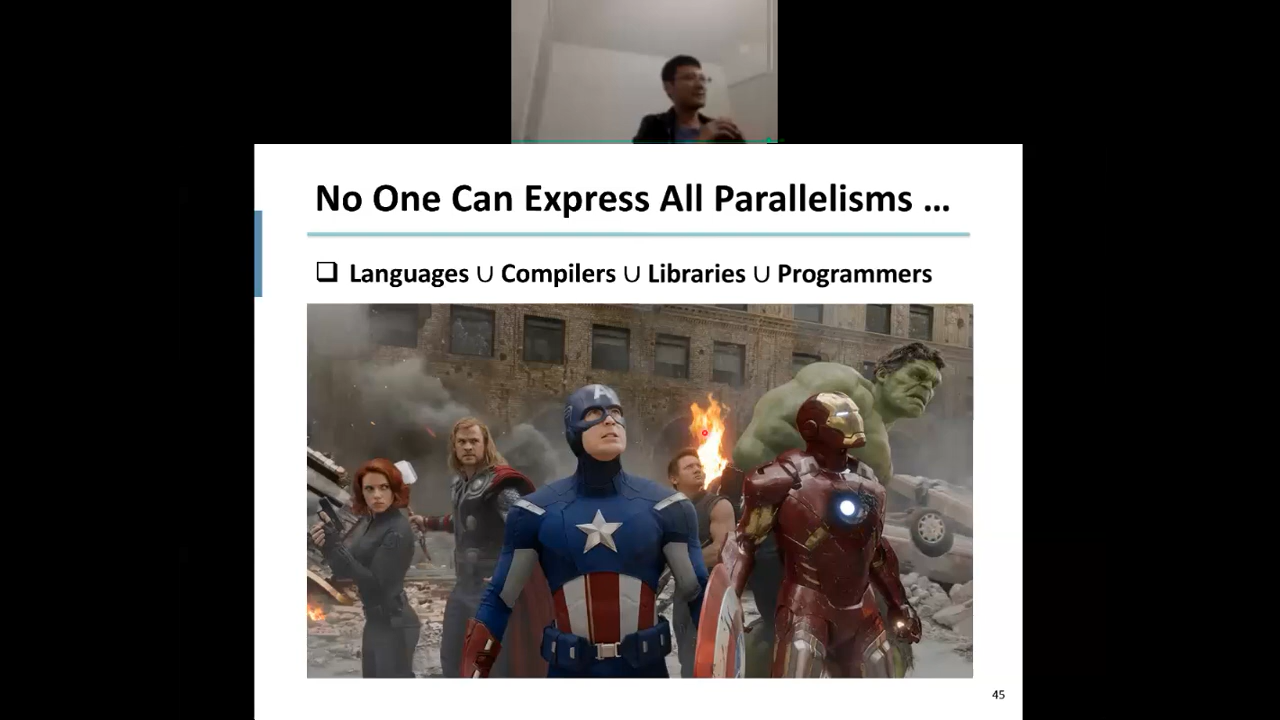 No One Can Express All Parallelisms …
❑ Languages ∪ Compilers ∪ Libraries ∪ Programmers
A
45